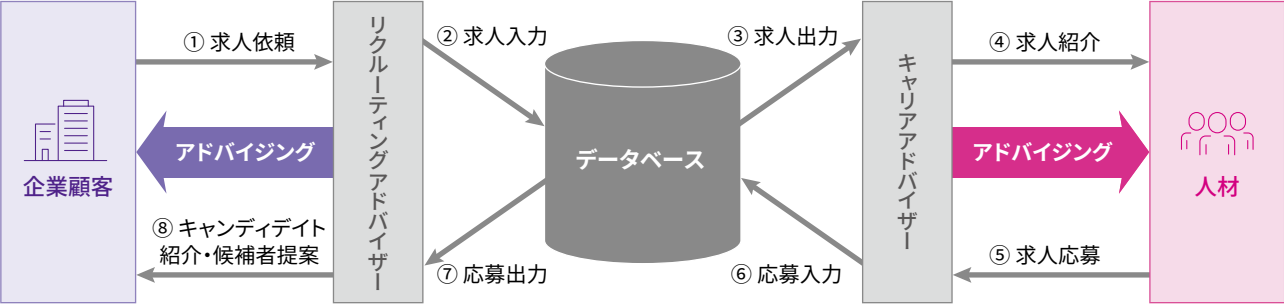 ① 求人依頼
リクルーティングアドバイザー
② 求人入力
③ 求人出力
キャリアアドバイザー
④ 求人紹介
アドバイジング
データベース
アドバイジング
企業顧客
人材
⑧ キャンディデイト
紹介・候補者提案
⑦ 応募出力
⑥ 応募入力
⑤ 求人応募